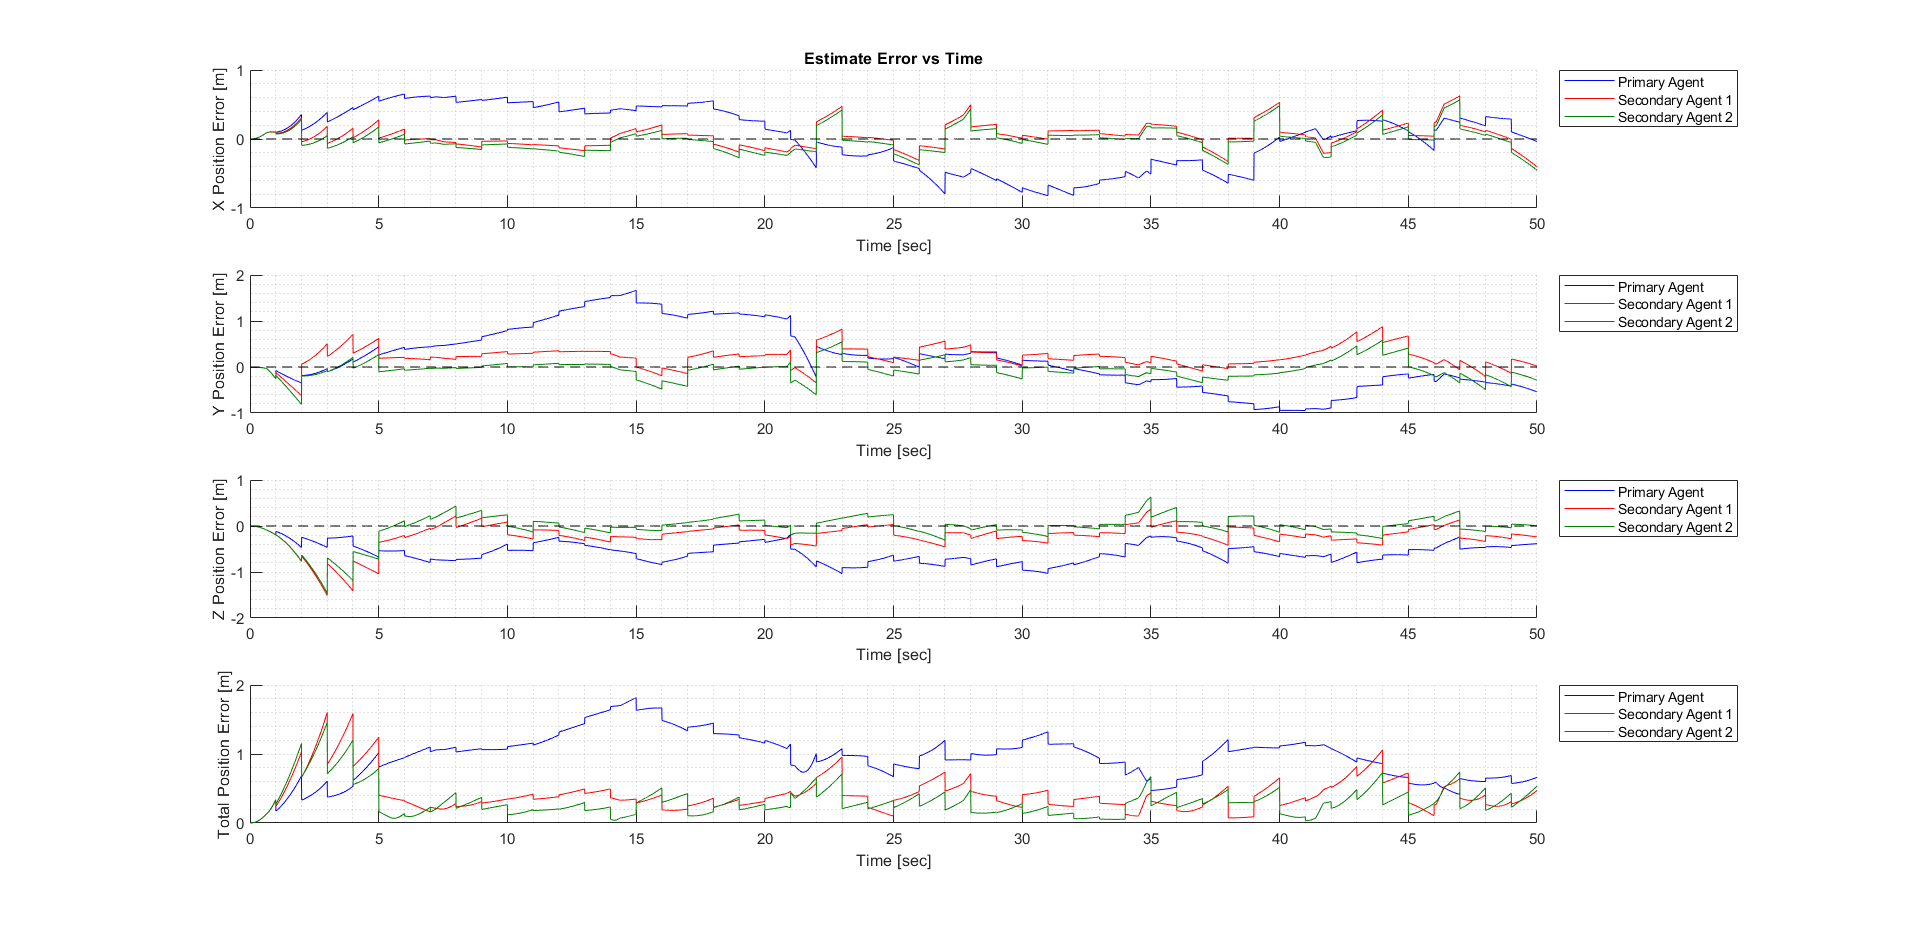 Estimate Error vs Time
X Position Error [m]
1
0
-1
0 5 10 15 20 25 30 35 40 45 50
Time [sec]
Primary Agent
Secondary Agent 1
Secondary Agent 2
Y Position Error [m]
2
1
0
-1
0 5 10 15 20 25 30 35 40 45 50
Time [sec]
Primary Agent
Secondary Agent 1
Secondary Agent 2
Z Position Error [m]
1
0
-1
-2
0 5 10 15 20 25 30 35 40 45 50
Time [sec]
Primary Agent
Secondary Agent 1
Secondary Agent 2
Total Position Error [m]
2
1
0
0 5 10 15 20 25 30 35 40 45 50
Time [sec]
Primary Agent
Secondary Agent 1
Secondary Agent 2